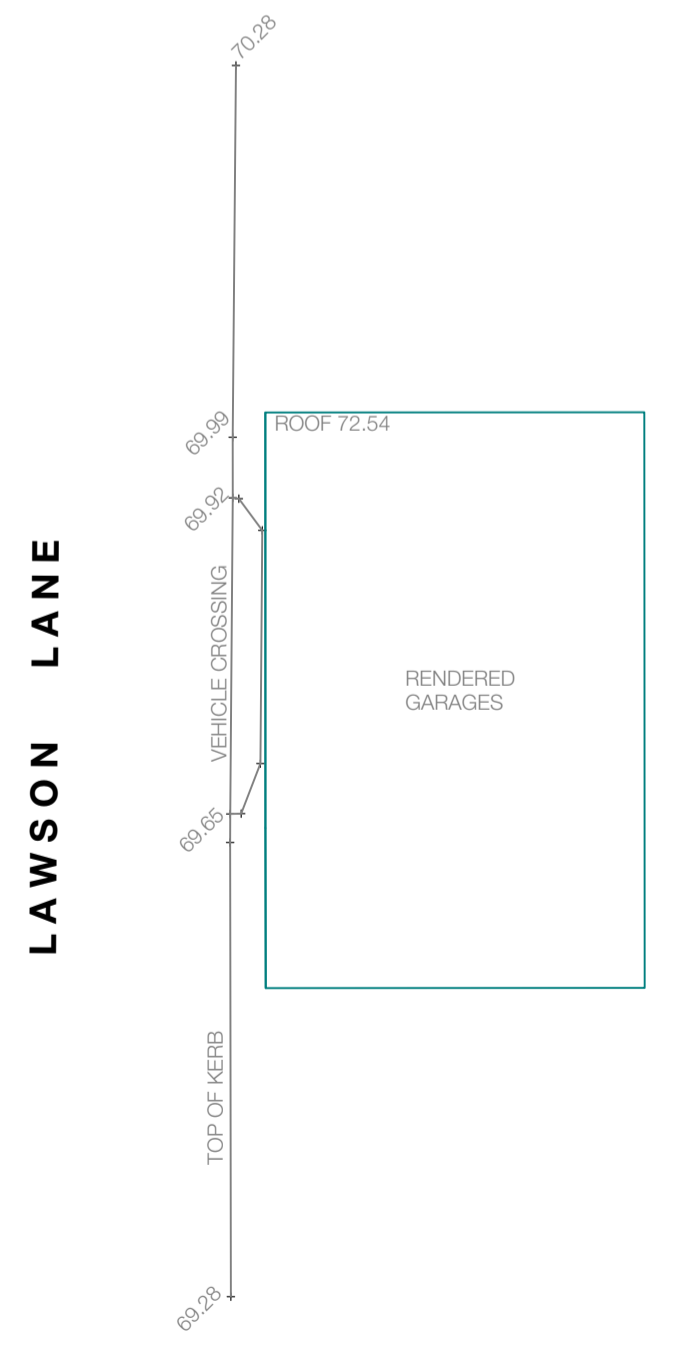 70.28
69.99
ROOF 72.54
69.92
VEHICLE CROSSING
LAWSON LANE
RENDERED
GARAGES
69.65
TOP OF KERB
69.28